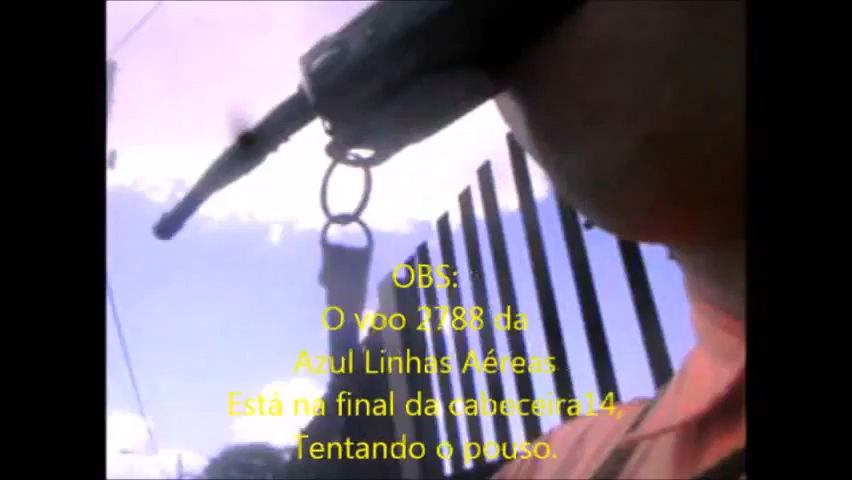 OBS:
O voo 2788 da
Azul Linhas Aéreas
Está na final da cabeceira14,
Tentando o pouso.